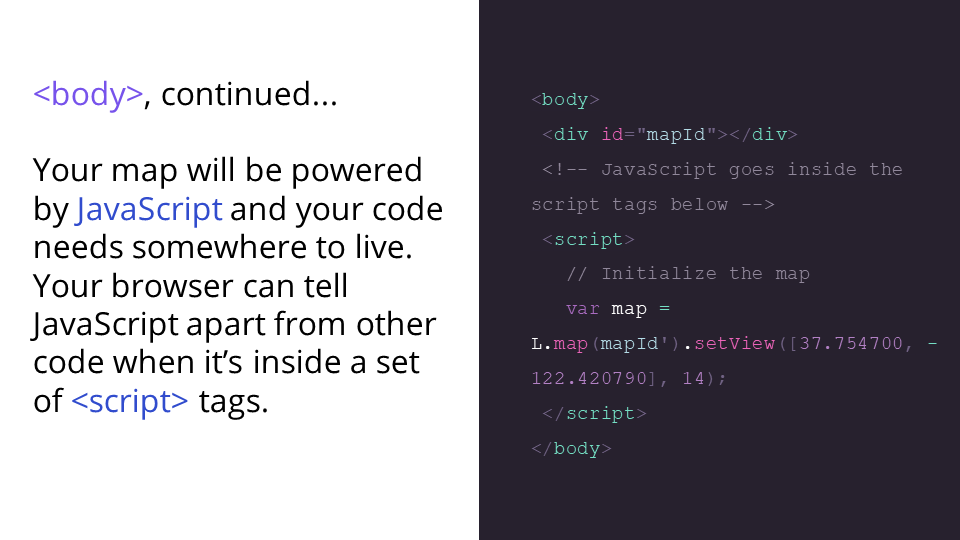 <body>, continued...
Your map will be powered
by JavaScript and your code
needs somewhere to live.
Your browser can tell
JavaScript apart from other
code when it’s inside a set
of <script> tags.
<body>
<div id="mapId"></div>
<!-- JavaScript goes inside the
script tags below -->
<script>
// Initialize the map
var map =
L.map(mapId').setView([37.754700, -
122.420790], 14);
</script>
</body>